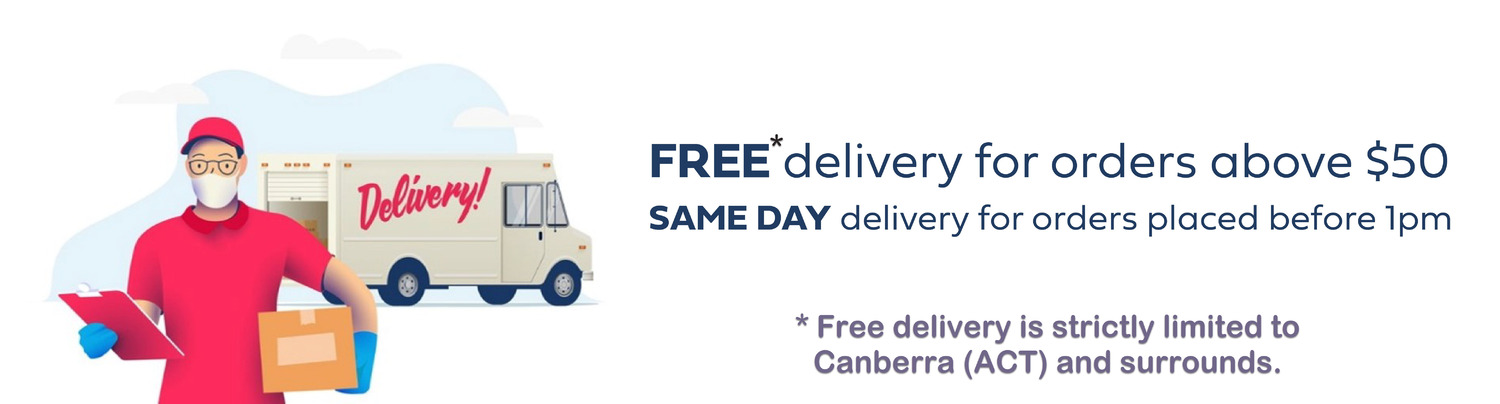 Delivery!
FREE* delivery for orders above $50
SAME DAY delivery for orders placed before 1pm
* Free delivery is strictly limited to
Canberra (ACT) and surrounds.